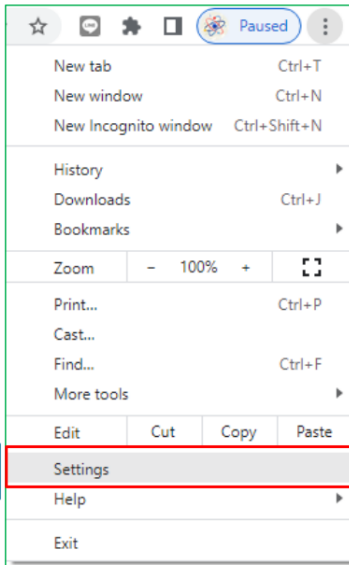 LINE
Paused
New tab Ctrl+T
New window Ctrl+N
New Incognito window Ctrl+Shift+N
History
Downloads Ctrl+J
Bookmarks
Zoom - 100% +
Print... Ctrl+P
Cast...
Find... Ctrl+F
More tools
Edit Cut Copy Paste
Settings
Help
Exit